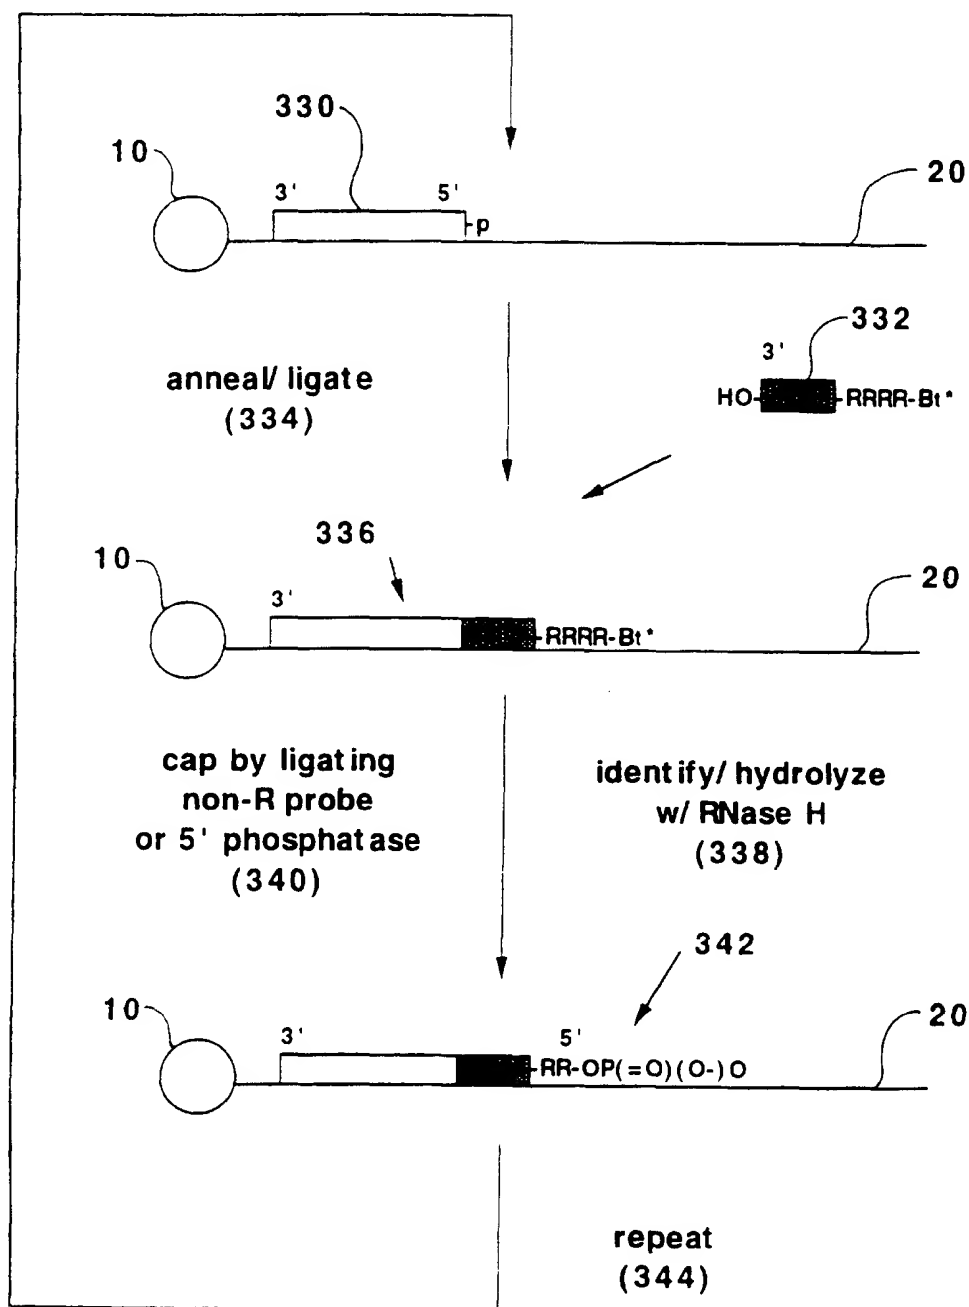 330
10
20
3'
5'
p
332
3'
anneal/ ligate
(334)
HO-
-RRRR-Bt*
336
10
20
3'
-RRRR-Bt*
cap by ligating
non-R probe
or 5' phosphatase
(340)
identify/ hydrolyze
w/ RNase H
(338)
342
10
20
3'
5'
-RR-OP(=O)(O-)O
repeat
(344)